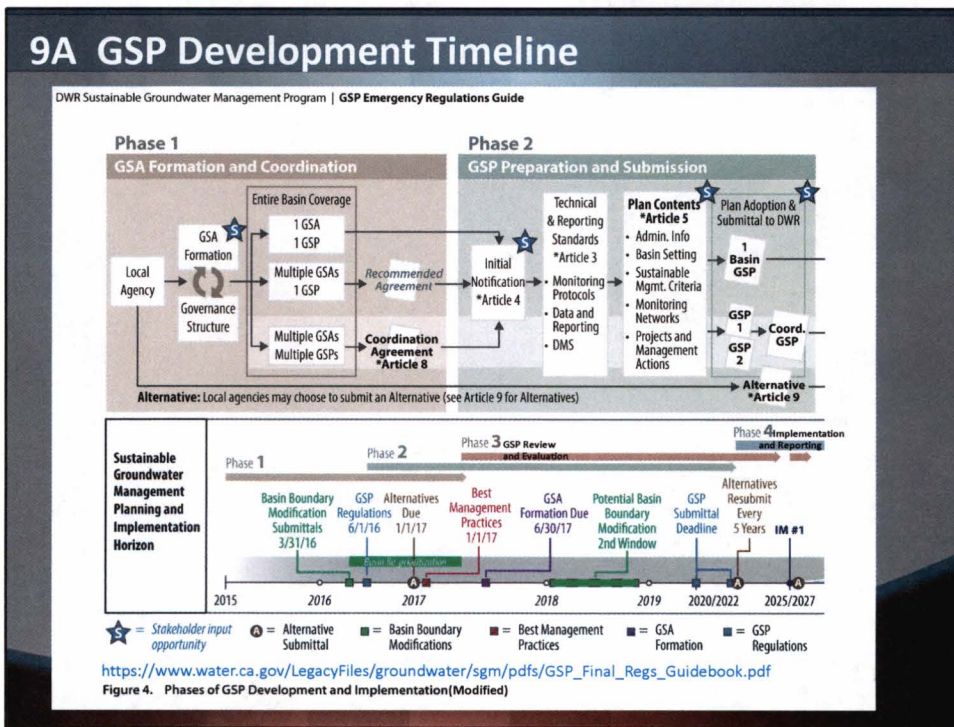 9A GSP Development Timeline
DWR Sustainable Groundwater Management Program | GSP Emergency Regulations Guide
Phase 1
GSA Formation and Coordination
Local
Agency
GSA
Formation
S
Governance
Structure
Entire Basin Coverage
1 GSA
1 GSP
Multiple GSAs
1 GSP
Multiple GSAs
Multiple GSPs
Recommended
Agreement
Coordination
Agreement
*Article 8
Phase 2
GSP Preparation and Submission
S
Initial
Notification
*Article 4
Technical
& Reporting
Standards
*Article 3
• Monitoring
Protocols
• Data and
Reporting
• DMS
S
Plan Contents
*Article 5
• Admin. Info
• Basin Setting
• Sustainable
Mgmt. Criteria
• Monitoring
Networks
• Projects and
Management
Actions
S
Plan Adoption &
Submittal to DWR
1
Basin
GSP
GSP
1
GSP
2
Coord.
GSP
Alternative
*Article 9
Alternative: Local agencies may choose to submit an Alternative (see Article 9 for Alternatives)
Sustainable
Groundwater
Management
Planning and
Implementation
Horizon
Phase 1
Phase 2
Phase 3 GSP Review
and Evaluation
Phase 4 Implementation
and Reporting
Basin Boundary
Modification
Submittals
3/31/16
GSP
Regulations
6/1/16
Alternatives
Due
1/1/17
Best
Management
Practices
1/1/17
GSA
Formation Due
6/30/17
Potential Basin
Boundary
Modification
2nd Window
GSP
Submittal
Deadline
Alternatives
Resubmit
Every
5 Years
IM #1
A
A
A
2015
2016
2017
2018
2019
2020/2022
2025/2027
S = Stakeholder input
opportunity
A = Alternative
Submittal
= Basin Boundary
Modifications
= Best Management
Practices
= GSA
Formation
= GSP
Regulations
https://www.water.ca.gov/LegacyFiles/groundwater/sgm/pdfs/GSP_Final_Regs_Guidebook.pdf
Figure 4. Phases of GSP Development and Implementation(Modified)